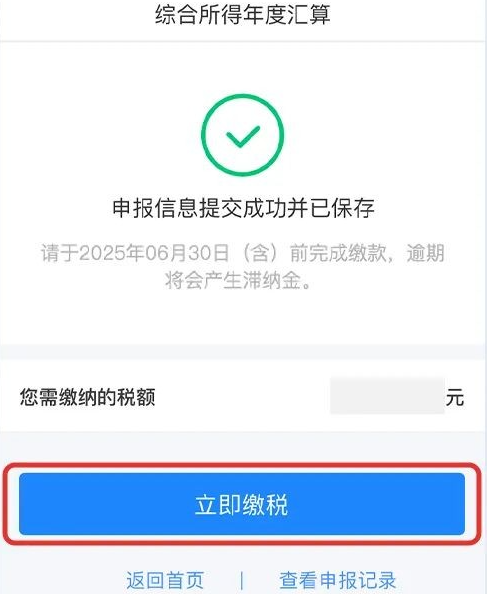 综合所得年度汇算
申报信息提交成功并已保存
请于2025年06月30日（含）前完成缴款，逾期
将会产生滞纳金。
您需缴纳的税额 元
立即缴税
返回首页 | 查看申报记录